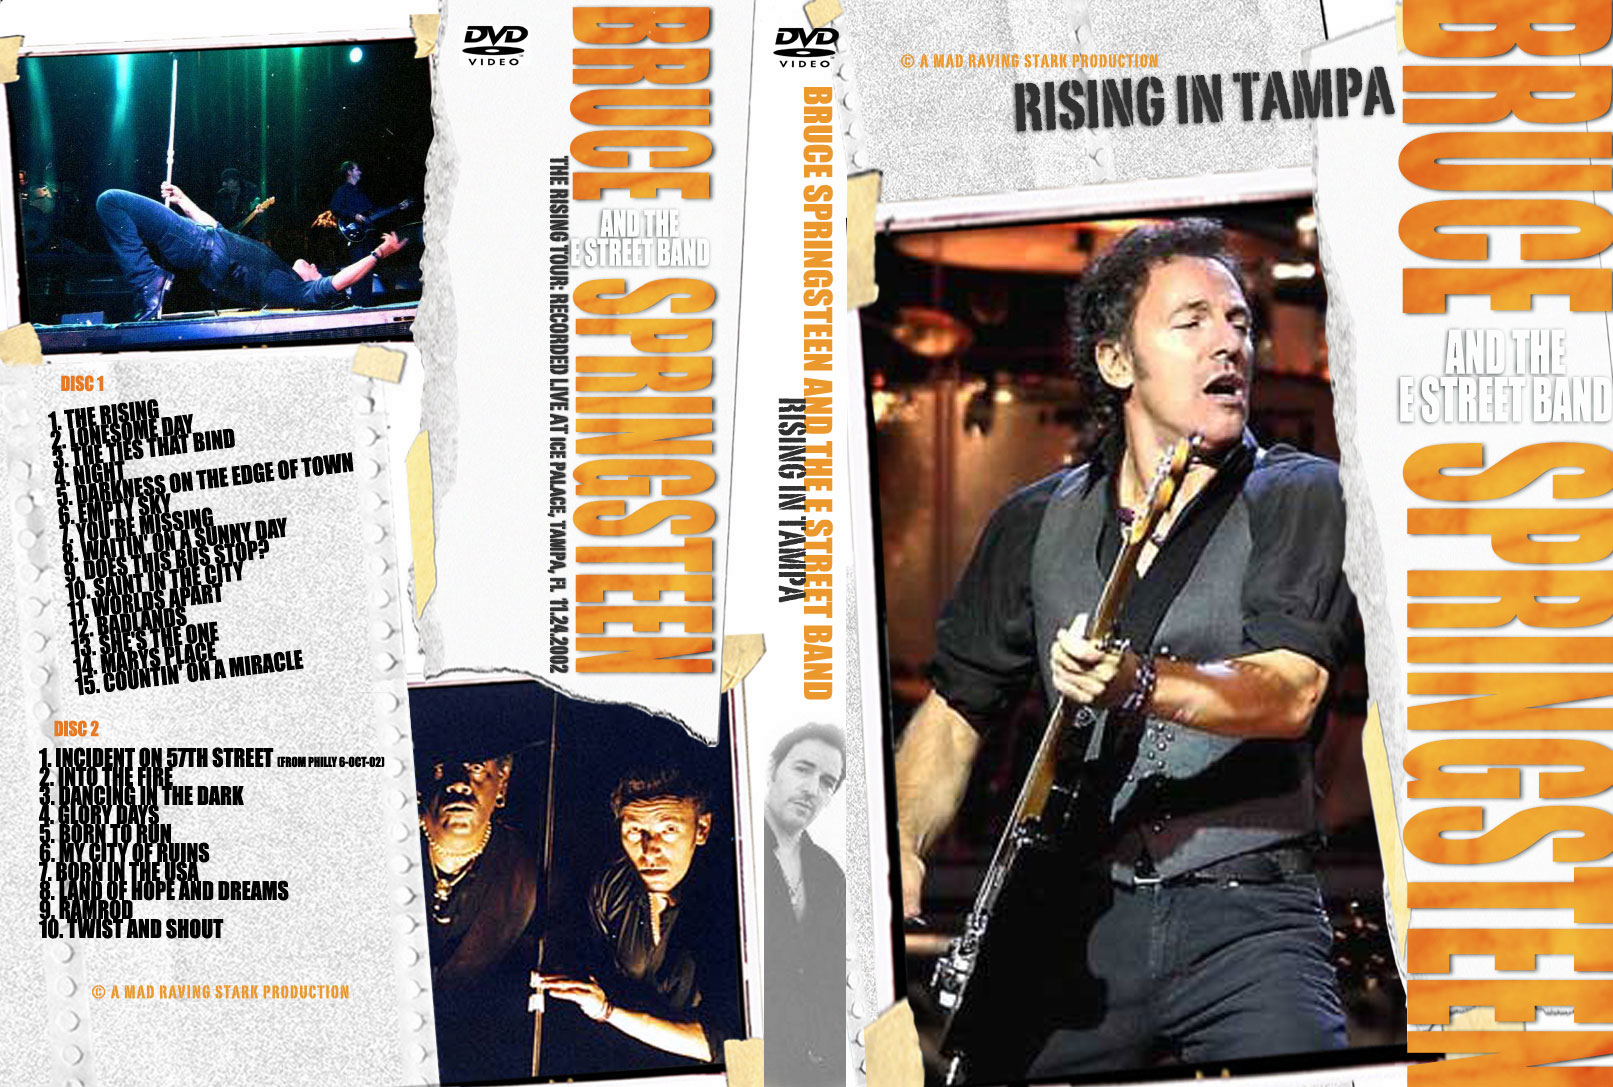 DVD
VIDEO
BRUCE
AND THE
E STREET BAND
SPRINGSTEEN
THE RISING TOUR: RECORDED LIVE AT ICE PALACE, TAMPA, FL 11.24.2002
DISC 1
1. THE RISING
2. LONESOME DAY
3. THE TIES THAT BIND
4. NIGHT
5. DARKNESS ON THE EDGE OF TOWN
6. EMPTY SKY
7. YOU'RE MISSING
8. WAITIN' ON A SUNNY DAY
9. DOES THIS BUS STOP?
10. SAINT IN THE CITY
11. WORLDS APART
12. BADLANDS
13. SHE'S THE ONE
14. MARYS PLACE
15. COUNTIN' ON A MIRACLE
DISC 2
1. INCIDENT ON 57TH STREET (FROM PHILLY 6-OCT-02)
2. INTO THE FIRE
3. DANCING IN THE DARK
4. GLORY DAYS
5. BORN TO RUN
6. MY CITY OF RUINS
7. BORN IN THE USA
8. LAND OF HOPE AND DREAMS
9. RAMROD
10. TWIST AND SHOUT
© A MAD RAVING STARK PRODUCTION
DVD
VIDEO
BRUCE SPRINGSTEEN AND THE E STREET BAND
RISING IN TAMPA
© A MAD RAVING STARK PRODUCTION
RISING IN TAMPA
BRUCE
AND THE
E STREET BAND
SPRINGSTEEN